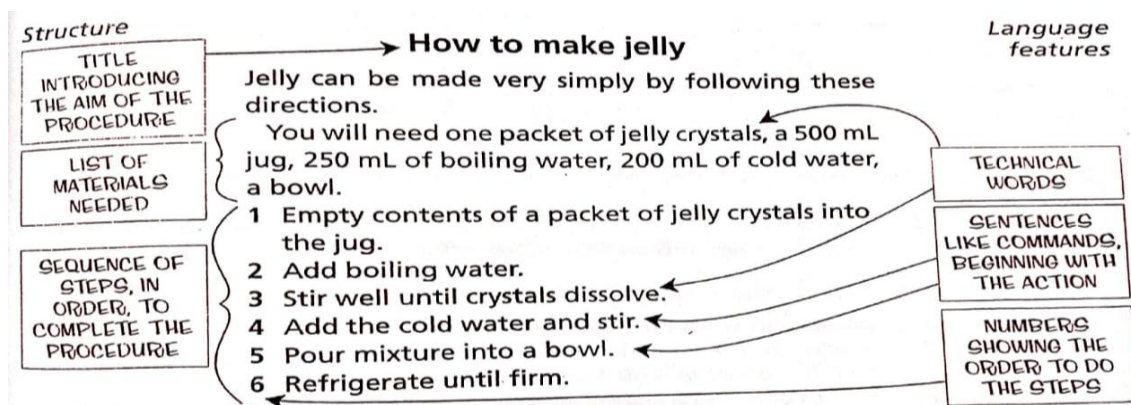 Structure
TITLE
INTRODUCING
THE AIM OF THE
PROCEDURE
LIST OF
MATERIALS
NEEDED
SEQUENCE OF
STEPS, IN
ORDER, TO
COMPLETE THE
PROCEDURE
How to make jelly
Jelly can be made very simply by following these
directions.
You will need one packet of jelly crystals, a 500 mL
jug, 250 mL of boiling water, 200 mL of cold water,
a bowl.
1 Empty contents of a packet of jelly crystals into
the jug.
2 Add boiling water.
3 Stir well until crystals dissolve.
4 Add the cold water and stir.
5 Pour mixture into a bowl.
6 Refrigerate until firm.
Language
features
TECHNICAL
WORDS
SENTENCES
LIKE COMMANDS,
BEGINNING WITH
THE ACTION
NUMBERS
SHOWING THE
ORDER TO DO
THE STEPS